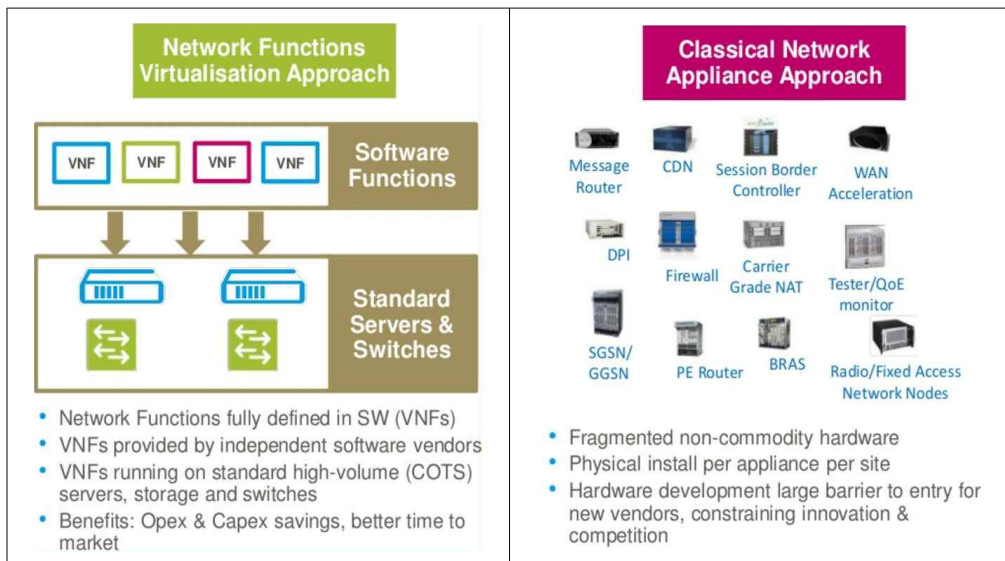 Network Functions
Virtualisation Approach
VNF VNF VNF VNF
Software
Functions
Standard
Servers &
Switches
• Network Functions fully defined in SW (VNFs)
• VNFs provided by independent software vendors
• VNFs running on standard high-volume (COTS)
servers, storage and switches
• Benefits: Opex & Capex savings, better time to
market
Classical Network
Appliance Approach
Message
Router
CDN
Session Border
Controller
WAN
Acceleration
DPI
Firewall
Carrier
Grade NAT
Tester/QoE
monitor
SGSN/
GGSN
PE Router
BRAS
Radio/Fixed Access
Network Nodes
• Fragmented non-commodity hardware
• Physical install per appliance per site
• Hardware development large barrier to entry for
new vendors, constraining innovation &
competition